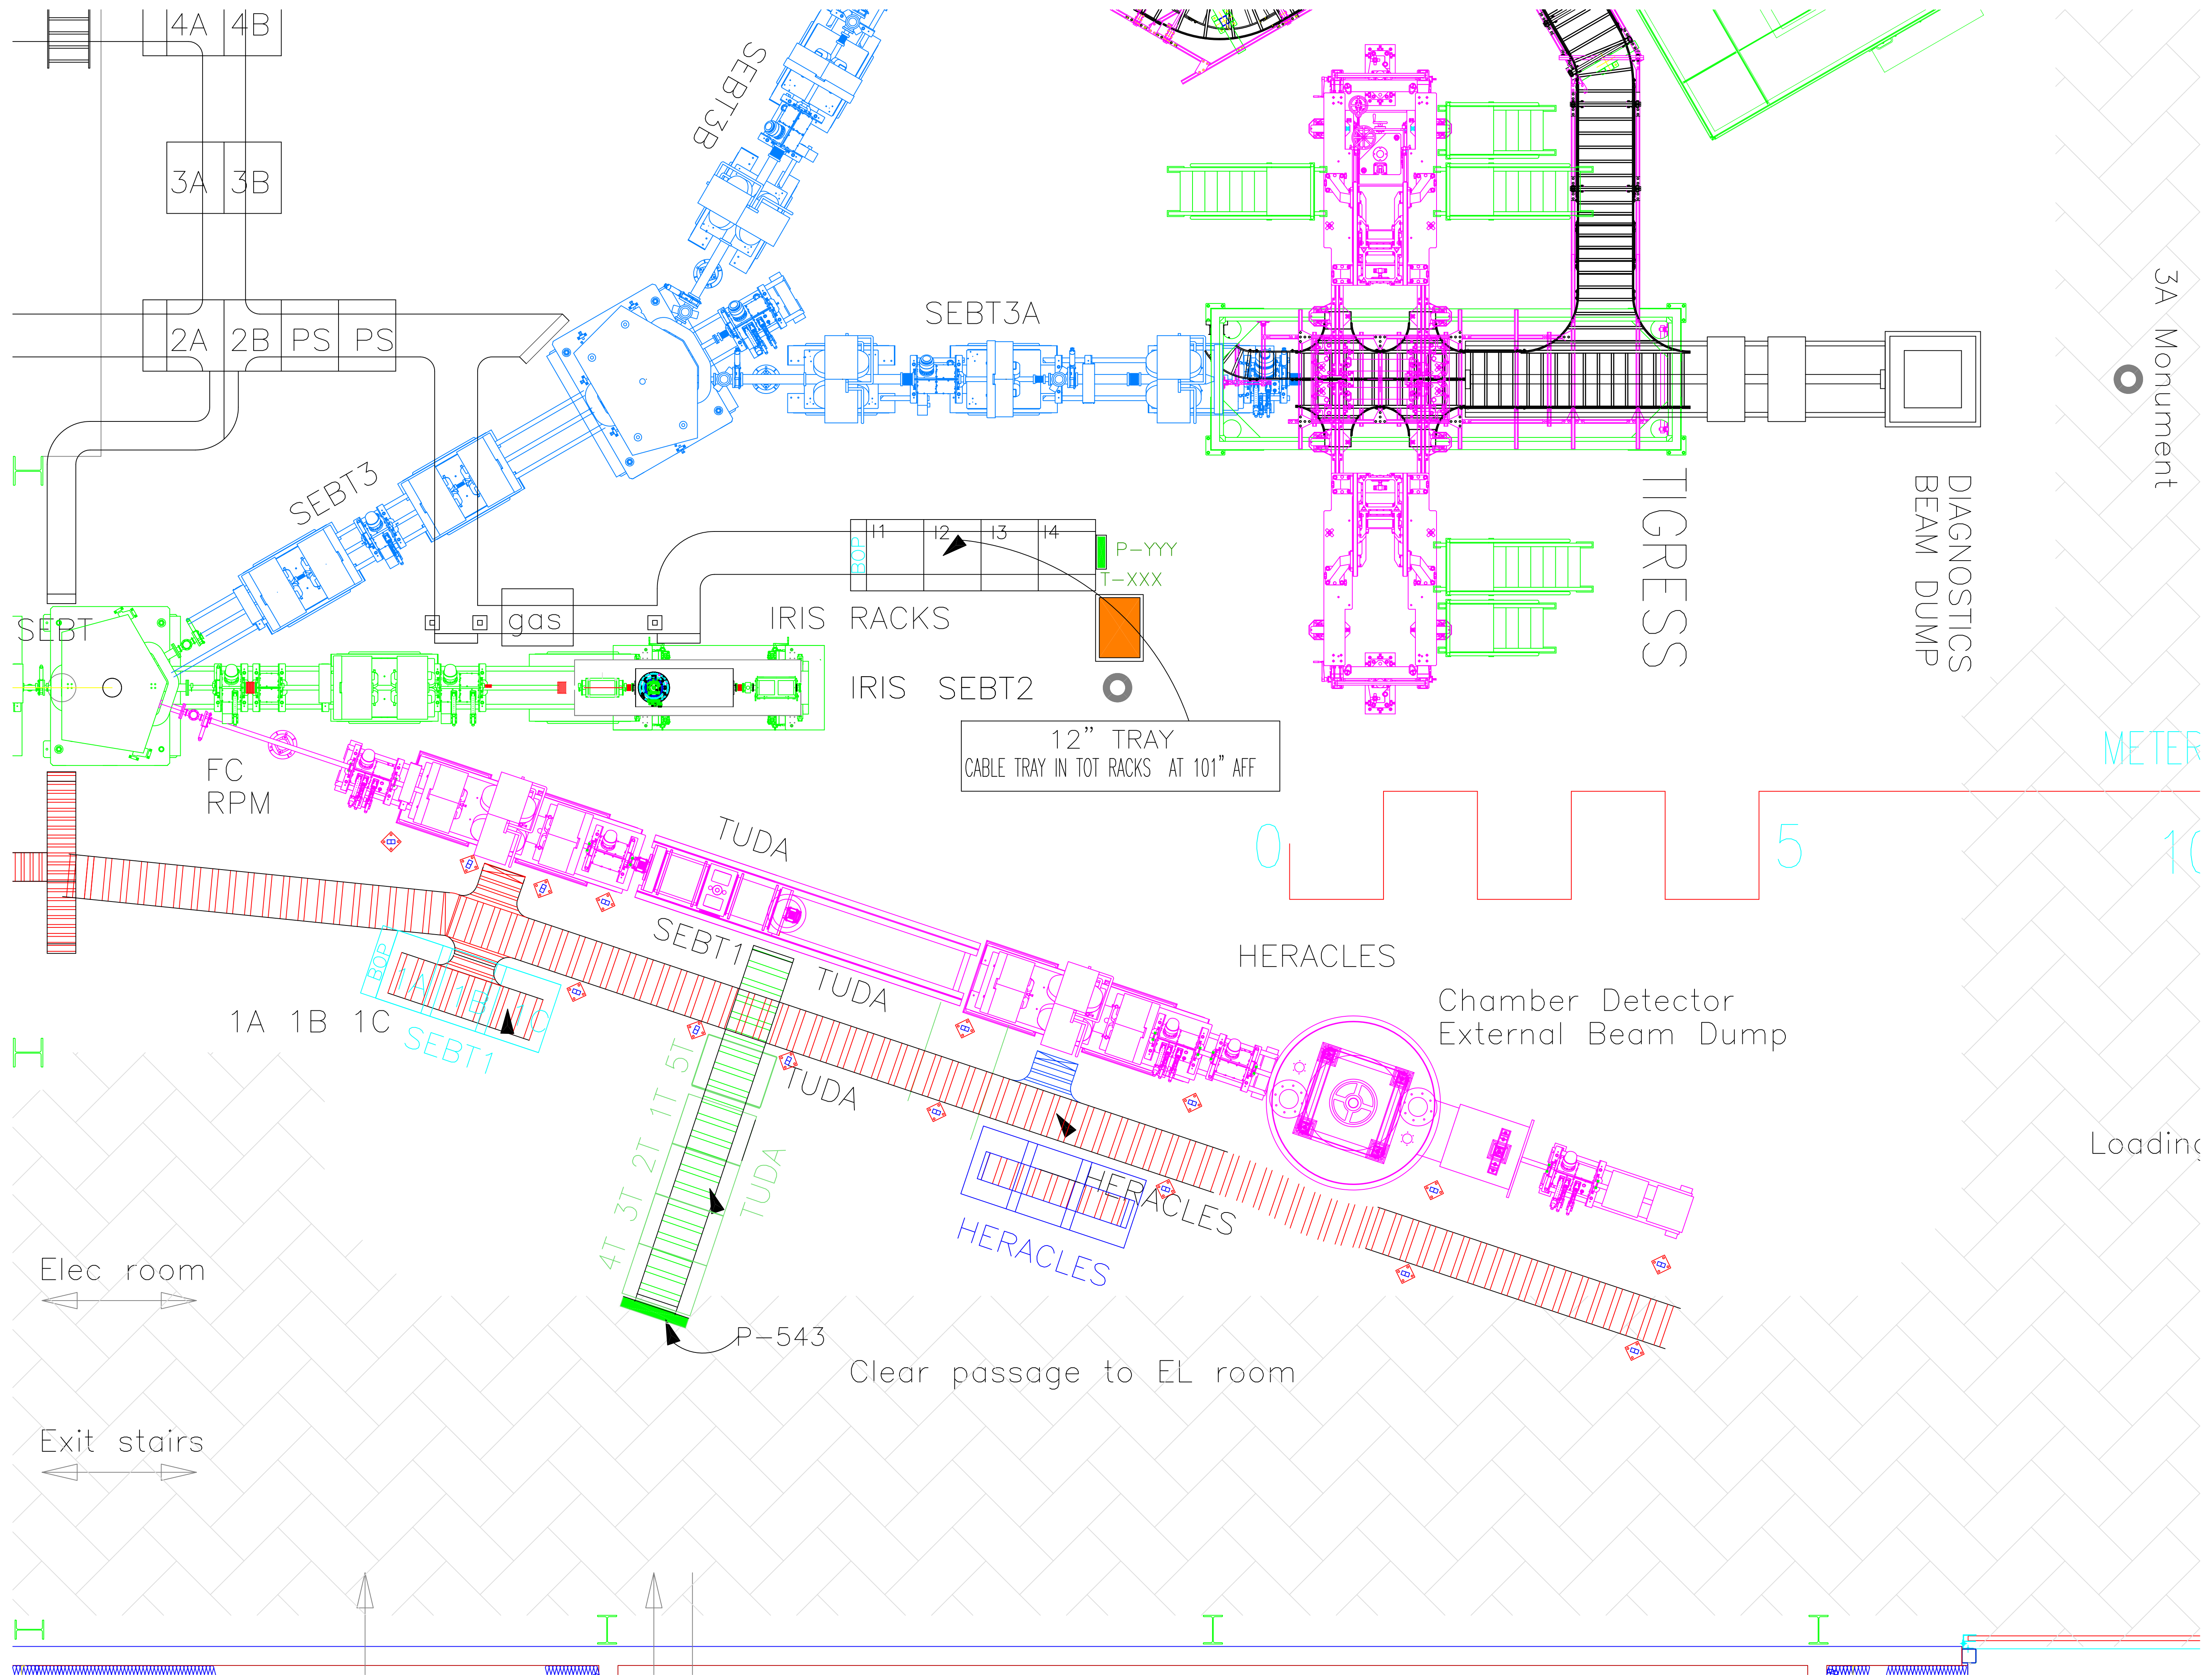 4A 4B
SEBT3B
3A 3B
3A Monument
SEBT3A
2A 2B PS PS
SEBT3
TIGRESS
DIAGNOSTICS
BEAM DUMP
BOP I1 I2 I3 I4
P-YYY
T-XXX
gas
IRIS RACKS
SEBT
IRIS SEBT2
12” TRAY
CABLE TRAY IN TOT RACKS AT 101” AFF
METER
FC
RPM
TUDA
0 5 10
SEBT1
HERACLES
BOP 1A 1B 1C
TUDA
Chamber Detector
External Beam Dump
1A 1B 1C
SEBT1
5T
TUDA
1T
2T
3T
4T
TUDA
Loading
HERACLES
HERACLES
Elec room
P-543
Clear passage to EL room
Exit stairs